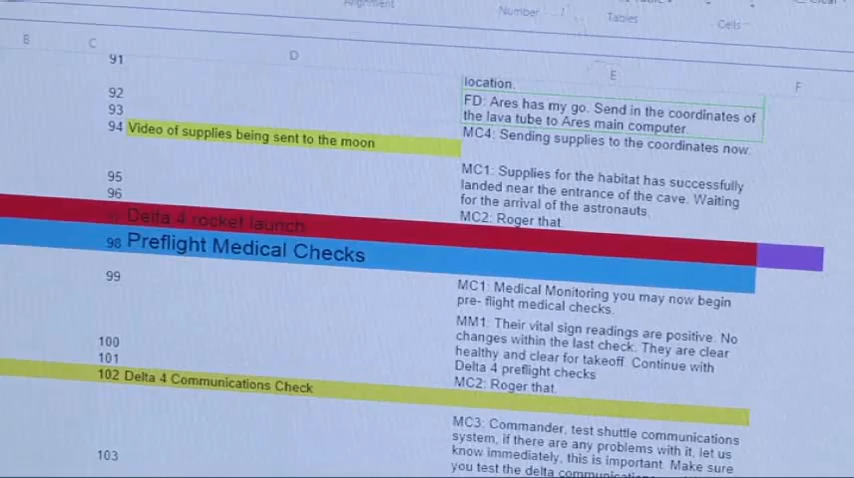 Alignment
Number
Tables
Cells
B
C
D
E
F
91
location.
92
FD: Ares has my go. Send in the coordinates of
93
the lava tube to Ares main computer.
94 Video of supplies being sent to the moon
MC4: Sending supplies to the coordinates now.
95
MC1: Supplies for the habitat has successfully
landed near the entrance of the cave. Waiting
for the arrival of the astronauts.
96
MC2: Roger that.
97 Delta 4 rocket launch
98 Preflight Medical Checks
99
MC1: Medical Monitoring you may now begin
pre- flight medical checks.
100
MM1: Their vital sign readings are positive. No
changes within the last check. They are clear
healthy and clear for takeoff. Continue with
Delta 4 preflight checks
101
MC2: Roger that.
102 Delta 4 Communications Check
103
MC3: Commander, test shuttle communications
system, if there are any problems with it, let us
know immediately, this is important. Make sure
you test the delta